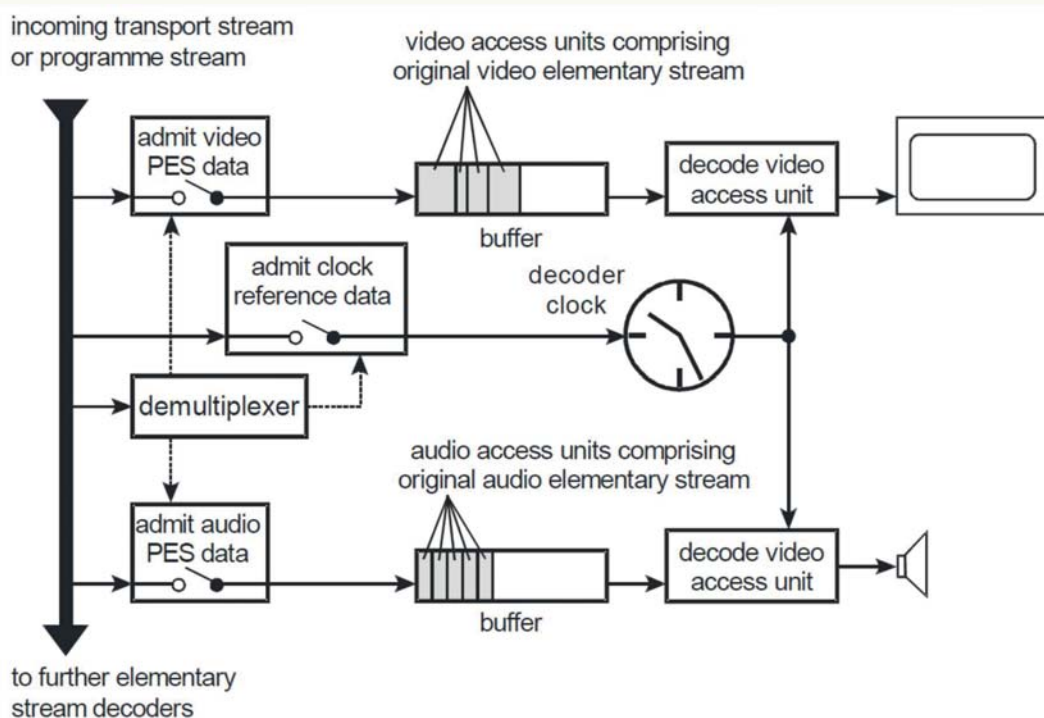 incoming transport stream
or programme stream
video access units comprising
original video elementary stream
admit video
PES data
decode video
access unit
buffer
admit clock
reference data
decoder
clock
demultiplexer
audio access units comprising
original audio elementary stream
admit audio
PES data
decode video
access unit
buffer
to further elementary
stream decoders